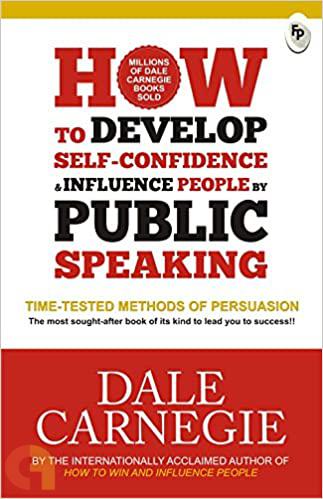 FP
HOW
MILLIONS
OF DALE
CARNEGIE
BOOKS
SOLD
TO DEVELOP
SELF-CONFIDENCE
& INFLUENCE PEOPLE BY
PUBLIC
SPEAKING
TIME-TESTED METHODS OF PERSUASION
The most sought-after book of its kind to lead you to success!!
DALE
CARNEGIE
BY THE INTERNATIONALLY ACCLAIMED AUTHOR OF
HOW TO WIN AND INFLUENCE PEOPLE